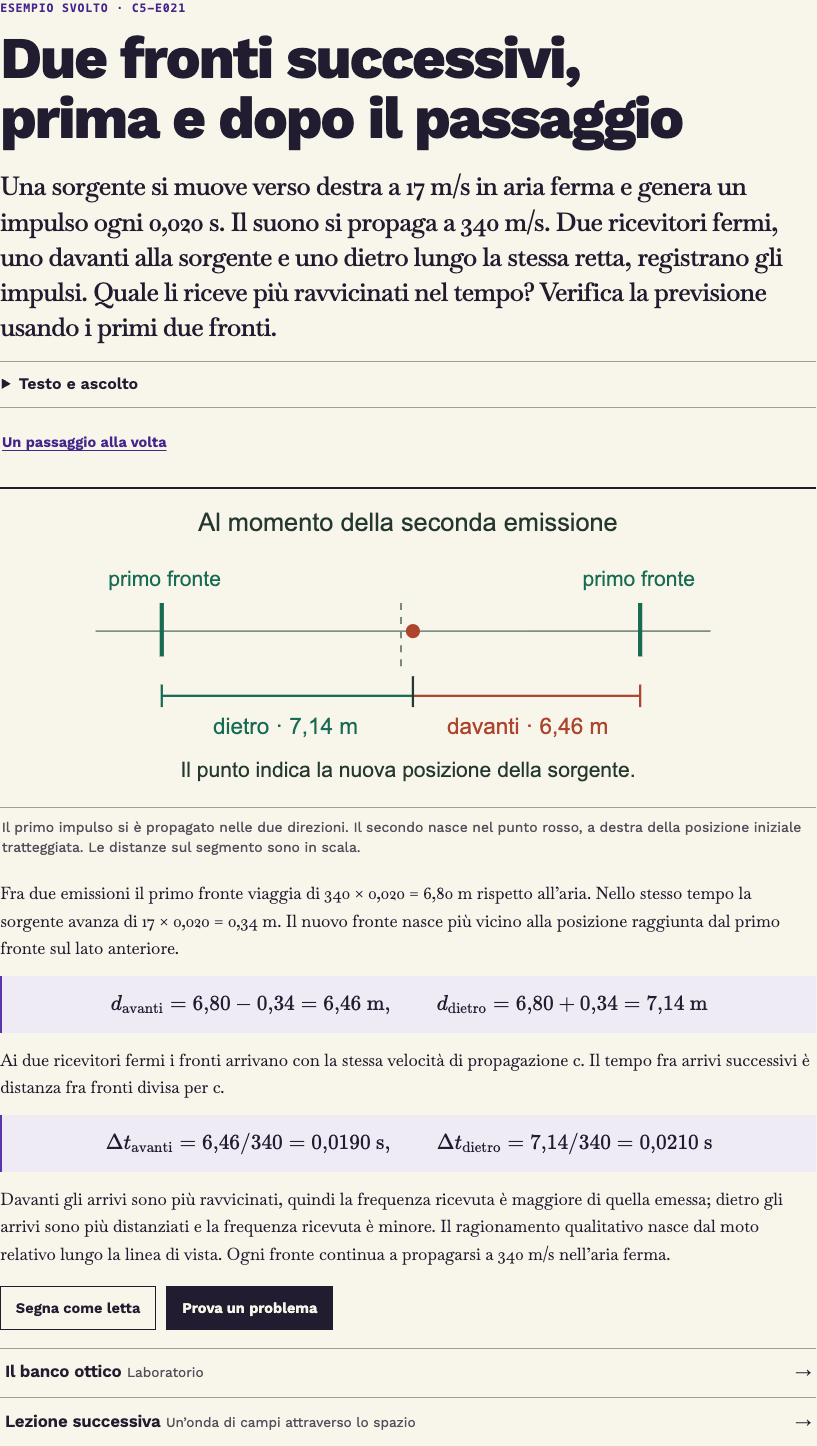 ESEMPIO SVOLTO · C5-E021
Due fronti successivi,
prima e dopo il passaggio
Una sorgente si muove verso destra a 17 m/s in aria ferma e genera un
impulso ogni 0,020 s. Il suono si propaga a 340 m/s. Due ricevitori fermi,
uno davanti alla sorgente e uno dietro lungo la stessa retta, registrano gli
impulsi. Quale li riceve più ravvicinati nel tempo? Verifica la previsione
usando i primi due fronti.
▶ Testo e ascolto
Un passaggio alla volta
Al momento della seconda emissione
primo fronte primo fronte
dietro · 7,14 m davanti · 6,46 m
Il punto indica la nuova posizione della sorgente.
Il primo impulso si è propagato nelle due direzioni. Il secondo nasce nel punto rosso, a destra della posizione iniziale
tratteggiata. Le distanze sul segmento sono in scala.
Fra due emissioni il primo fronte viaggia di 340 × 0,020 = 6,80 m rispetto all’aria. Nello stesso tempo la
sorgente avanza di 17 × 0,020 = 0,34 m. Il nuovo fronte nasce più vicino alla posizione raggiunta dal primo
fronte sul lato anteriore.
d_avanti = 6,80 − 0,34 = 6,46 m, d_dietro = 6,80 + 0,34 = 7,14 m
Ai due ricevitori fermi i fronti arrivano con la stessa velocità di propagazione c. Il tempo fra arrivi successivi è
distanza fra fronti divisa per c.
Δt_avanti = 6,46/340 = 0,0190 s, Δt_dietro = 7,14/340 = 0,0210 s
Davanti gli arrivi sono più ravvicinati, quindi la frequenza ricevuta è maggiore di quella emessa; dietro gli
arrivi sono più distanziati e la frequenza ricevuta è minore. Il ragionamento qualitativo nasce dal moto
relativo lungo la linea di vista. Ogni fronte continua a propagarsi a 340 m/s nell’aria ferma.
Segna come letta Prova un problema
Il banco ottico Laboratorio →
Lezione successiva Un’onda di campi attraverso lo spazio →